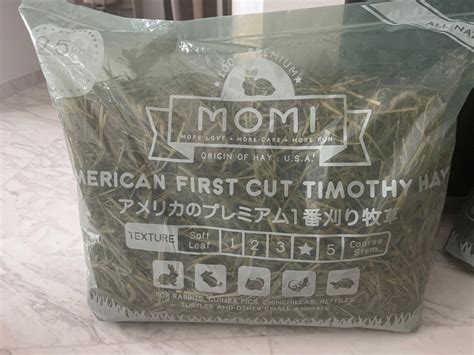 2.5
100% PREMIUM
MOMI
MORE LOVE + MORE CARE + MORE FUN
ORIGIN OF HAY : U.S.A.
MERICAN FIRST CUT TIMOTHY HAY
アメリカのプレミアム1番刈り牧草
TEXTURE Soft Leaf 1 2 3 ★ 5 Coarse Stem
FOR RABBITS, GUINEA PIGS, CHINCHILLAS, REPTILES
TURTLES AND OTHER SMALL ANIMALS